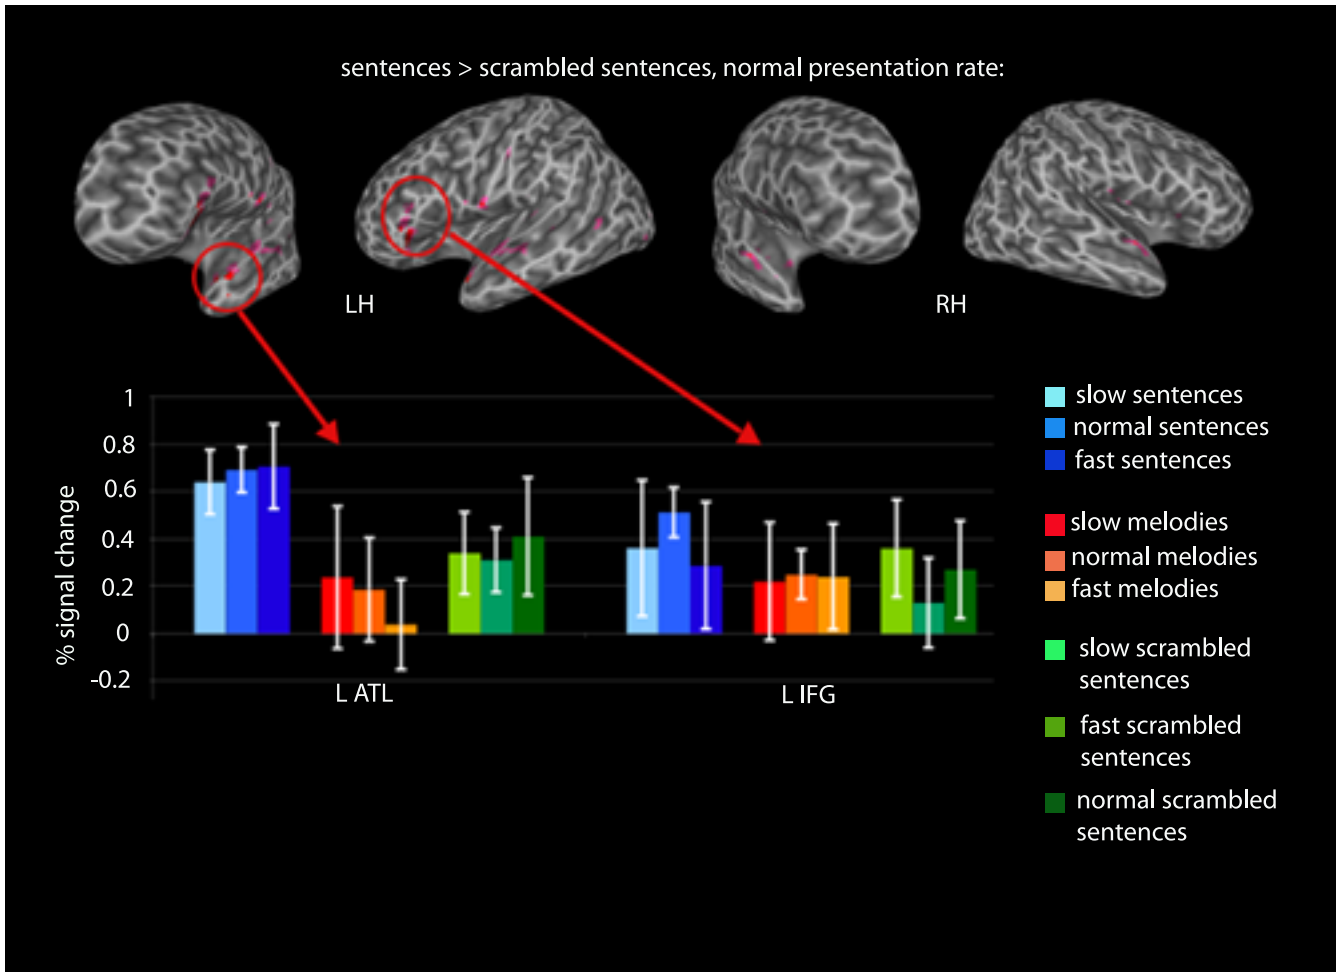 sentences > scrambled sentences, normal presentation rate:
LH
RH
% signal change
1
0.8
0.6
0.4
0.2
0
-0.2
L ATL
L IFG
slow sentences
normal sentences
fast sentences
slow melodies
normal melodies
fast melodies
slow scrambled
sentences
fast scrambled
sentences
normal scrambled
sentences